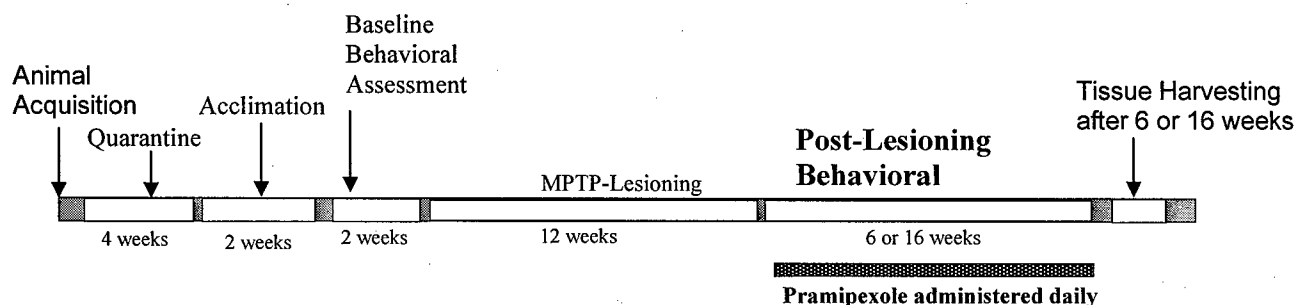 Animal
Acquisition
Quarantine
Acclimation
Baseline
Behavioral
Assessment
MPTP-Lesioning
Post-Lesioning
Behavioral
Tissue Harvesting
after 6 or 16 weeks
4 weeks
2 weeks
2 weeks
12 weeks
6 or 16 weeks
Pramipexole administered daily